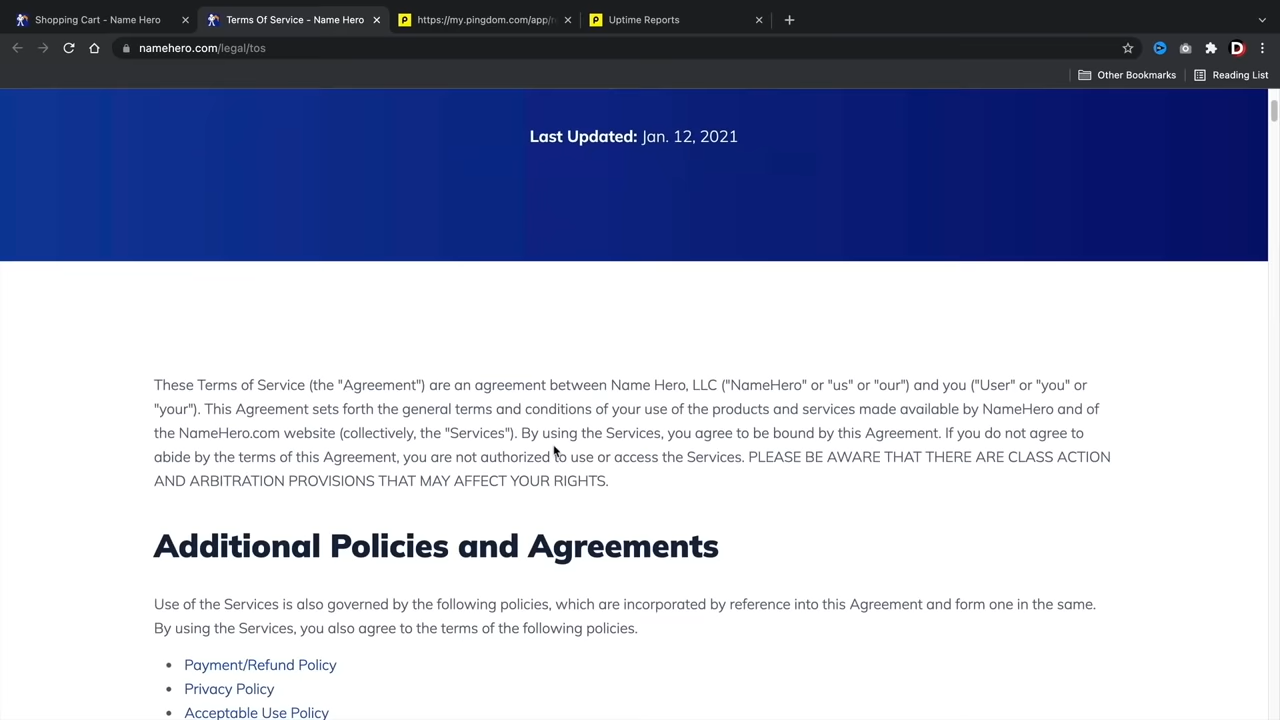 Shopping Cart - Name Hero
Terms Of Service - Name Hero
https://my.pingdom.com/app/
Uptime Reports
namehero.com/legal/tos
Other Bookmarks
Reading List
Last Updated: Jan. 12, 2021
These Terms of Service (the "Agreement") are an agreement between Name Hero, LLC ("NameHero" or "us" or "our") and you ("User" or "you" or
"your"). This Agreement sets forth the general terms and conditions of your use of the products and services made available by NameHero and of
the NameHero.com website (collectively, the "Services"). By using the Services, you agree to be bound by this Agreement. If you do not agree to
abide by the terms of this Agreement, you are not authorized to use or access the Services. PLEASE BE AWARE THAT THERE ARE CLASS ACTION
AND ARBITRATION PROVISIONS THAT MAY AFFECT YOUR RIGHTS.
Additional Policies and Agreements
Use of the Services is also governed by the following policies, which are incorporated by reference into this Agreement and form one in the same.
By using the Services, you also agree to the terms of the following policies.
Payment/Refund Policy
Privacy Policy
Acceptable Use Policy